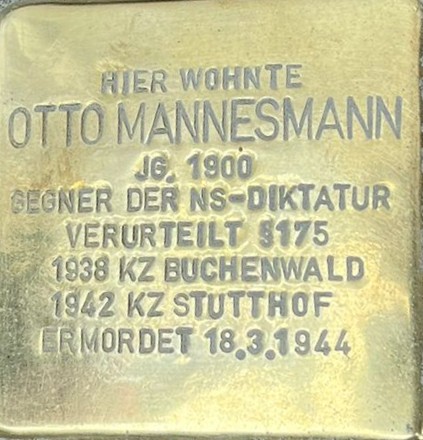 HIER WOHNTE
OTTO MANNESMANN
JG. 1900
GEGNER DER NS-DIKTATUR
VERURTEILT §175
1938 KZ BUCHENWALD
1942 KZ STUTTHOF
ERMORDET 18.3.1944